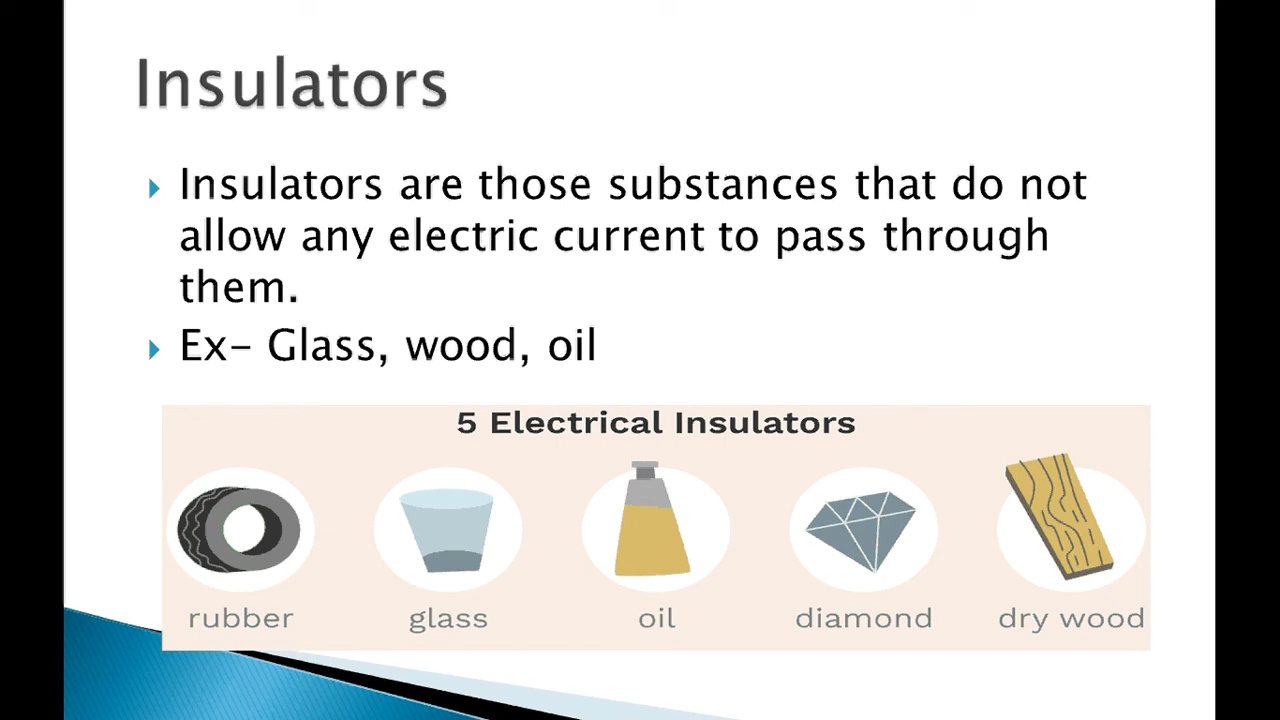 Insulators
Insulators are those substances that do not
allow any electric current to pass through
them.
Ex- Glass, wood, oil
5 Electrical Insulators
rubber
glass
oil
diamond
dry wood